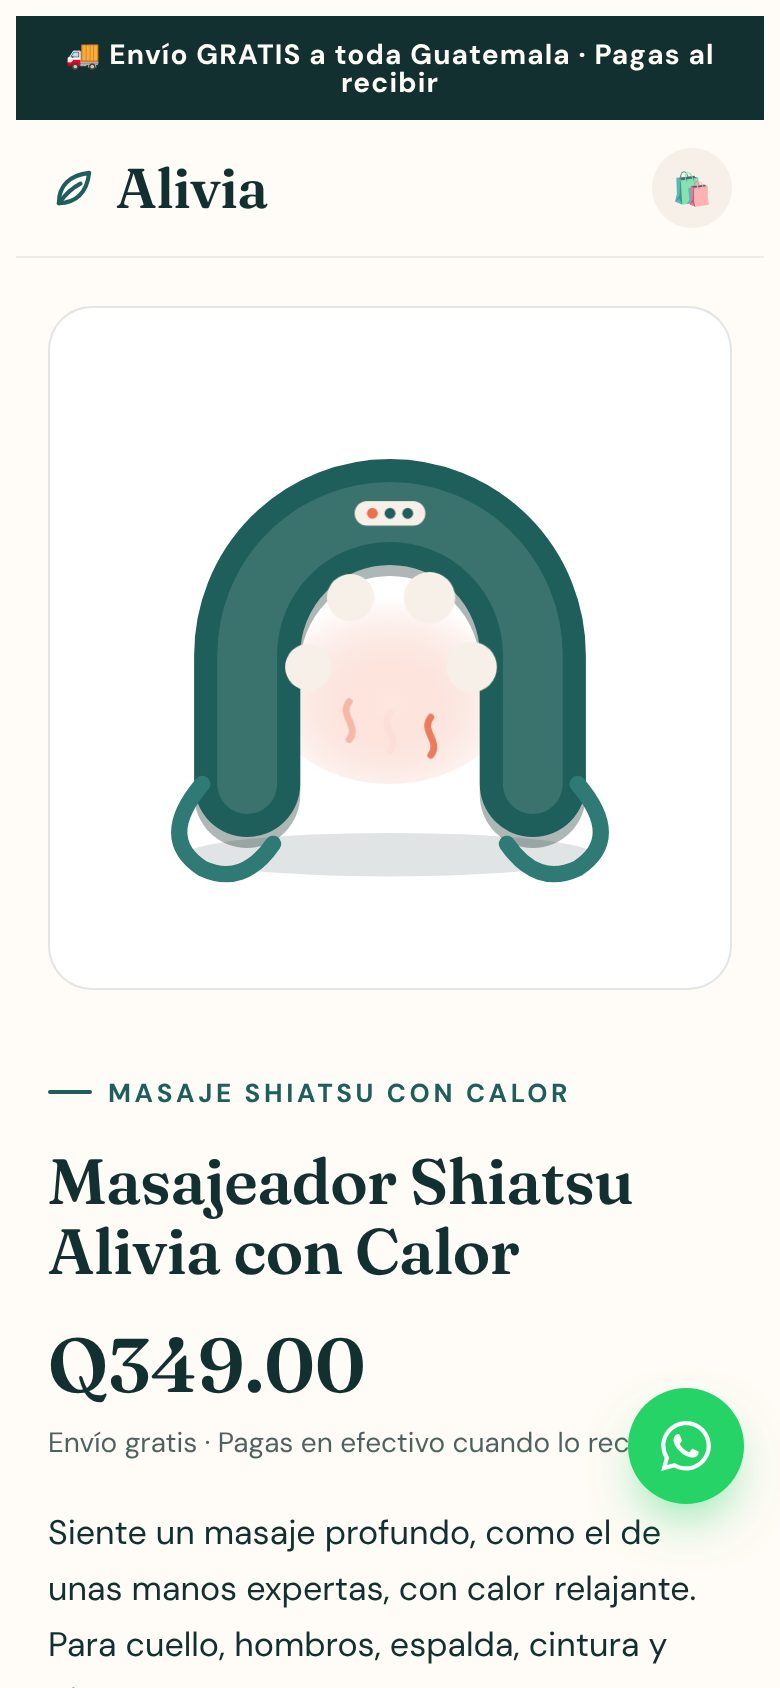 🚚 Envío GRATIS a toda Guatemala · Pagas al
recibir
Alivia
MASAJE SHIATSU CON CALOR
Masajeador Shiatsu
Alivia con Calor
Q349.00
Envío gratis · Pagas en efectivo cuando lo
Siente un masaje profundo, como el de
unas manos expertas, con calor relajante.
Para cuello, hombros, espalda, cintura y